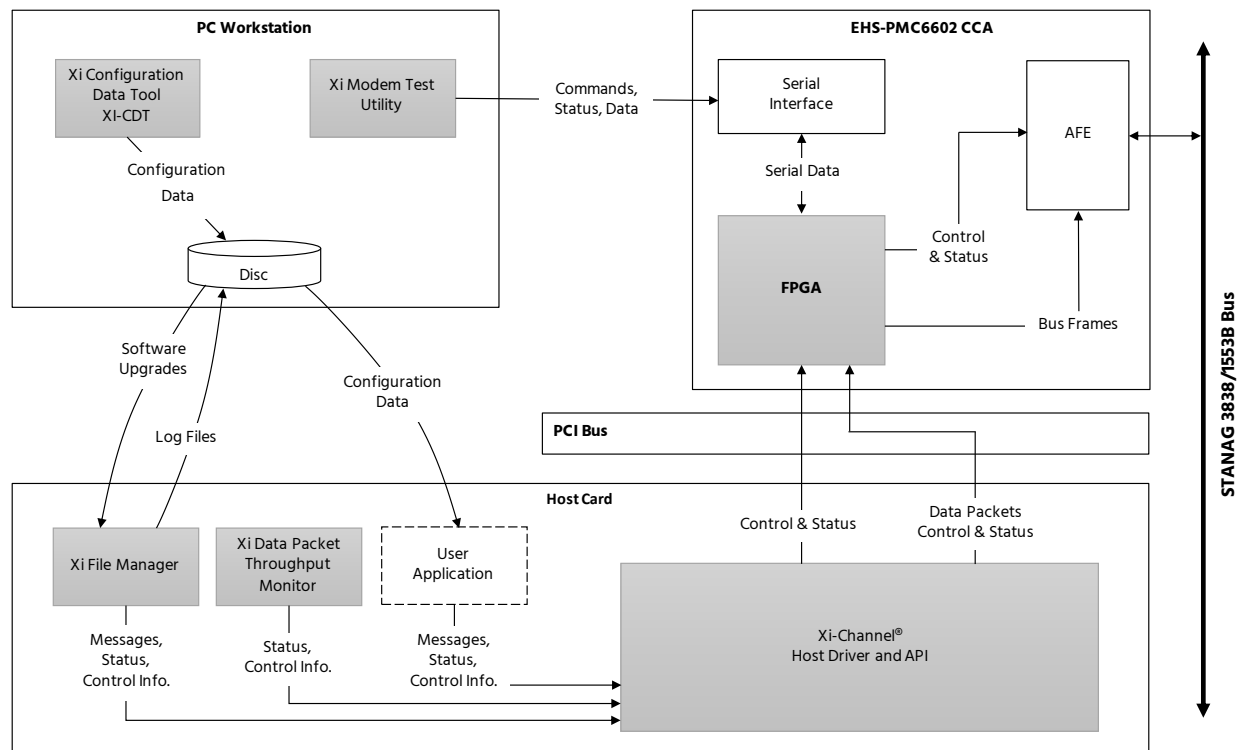 PC Workstation
Xi Configuration
Data Tool
XI-CDT
Xi Modem Test
Utility
Configuration
Data
Disc
Commands,
Status, Data
EHS-PMC6602 CCA
Serial
Interface
AFE
Serial Data
FPGA
Control
& Status
Bus Frames
STANAG 3838/1553B Bus
Software
Upgrades
Log Files
Configuration
Data
PCI Bus
Host Card
Xi File Manager
Xi Data Packet
Throughput
Monitor
User
Application
Control & Status
Data Packets
Control & Status
Messages,
Status,
Control Info.
Status,
Control Info.
Messages,
Status,
Control Info.
Xi-Channel®
Host Driver and API